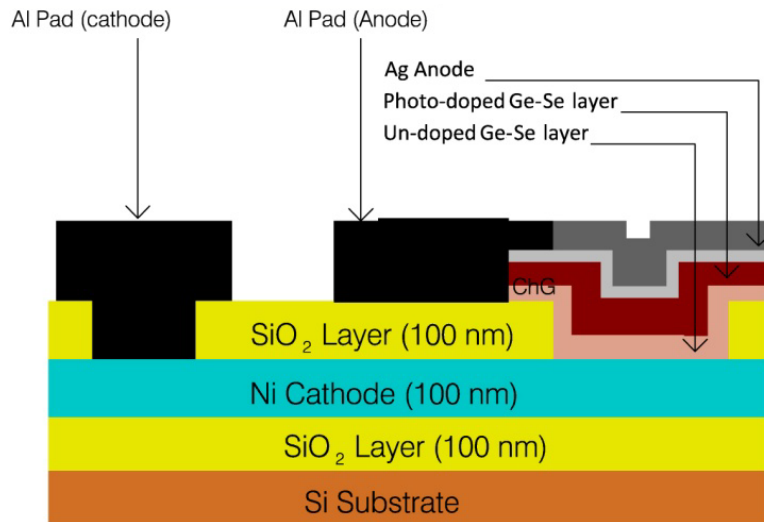 Al Pad (cathode)
Al Pad (Anode)
Ag Anode
Photo-doped Ge-Se layer
Un-doped Ge-Se layer
ChG
SiO₂ Layer (100 nm)
Ni Cathode (100 nm)
SiO₂ Layer (100 nm)
Si Substrate